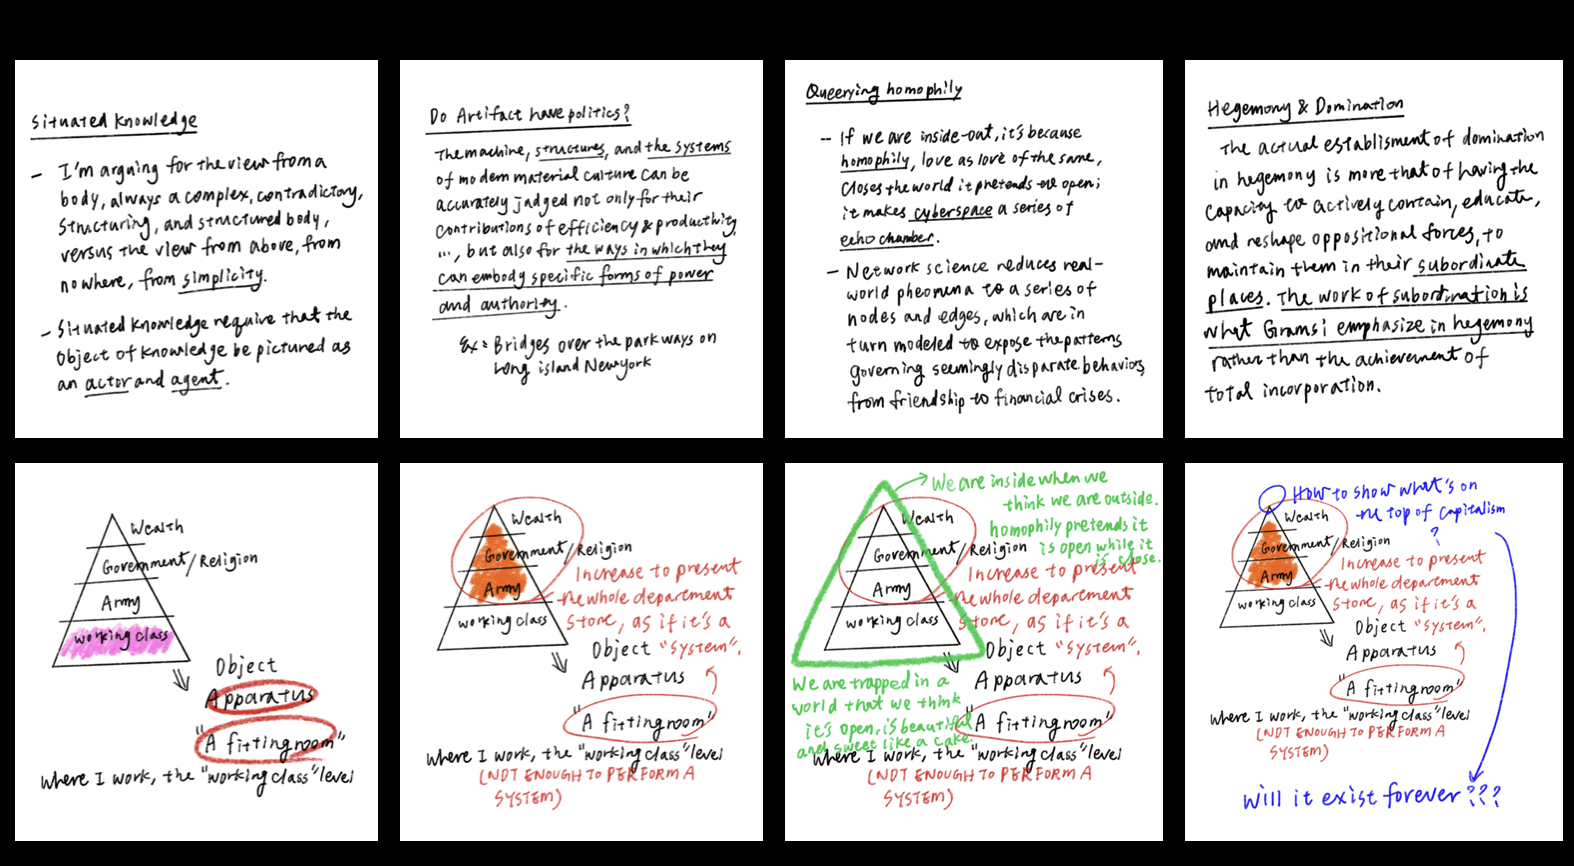 Situated Knowledge
- I'm arguing for the view from a
body, always a complex, contradictory,
structuring, and structured body,
versus the view from above, from
nowhere, from simplicity.
- Situated Knowledge require that the
Object of knowledge be pictured as
an actor and agent.
Do Artifact have politics?
The machine, structures, and the systems
of modern material culture can be
accurately judged not only for their
contributions of efficiency & productivity
..., but also for the ways in which they
can embody specific forms of power
and authority.
Ex: Bridges over the park ways on
Long island New York
Queerying homophily
-- If we are inside-out, it's because
homophily, love as love of the same,
closes the world it pretends to open;
it makes cyberspace a series of
echo chamber.
- Network science reduces real-
world pheomena to a series of
nodes and edges, which are in
turn modeled to expose the patterns
governing seemingly disparate behaviors,
from friendship to financial crises.
Hegemony & Domination
The actual establisment of domination
in hegemony is more that of having the
capacity to actively contain, educate,
and reshape oppositional forces, to
maintain them in their subordinate
places. The work of subordination is
what Gramsi emphasize in hegemony
rather than the achievement of
total incorporation.
Wealth
Government/Religion
Army
working class
Object
Apparatus
"A fitting room"
where I work, the "working class" level
Wealth
Government/Religion
Army
working class
Increase to present
the whole department
store, as if it's a
Object "System".
Apparatus
"A fitting room"
where I work, the "working class" level
(NOT ENOUGH TO PERFORM A
SYSTEM)
We are inside when we
think we are outside.
homophily pretends it
is open while it
is close.
Wealth
Government/Religion
Army
working class
Increase to present
the whole department
store, as if it's a
Object "System".
Apparatus
"A fitting room"
We are trapped in a
world that we think
it's open, is beautiful
and sweet like a cake.
where I work, the "working class" level
(NOT ENOUGH TO PERFORM A
SYSTEM)
How to show what's on
the top of capitalism
?
Wealth
Government/Religion
Army
working class
Increase to present
the whole department
store, as if it's a
Object "System".
Apparatus
"A fitting room"
where I work, the "working class" level
(NOT ENOUGH TO PERFORM A
SYSTEM)
will it exist forever???